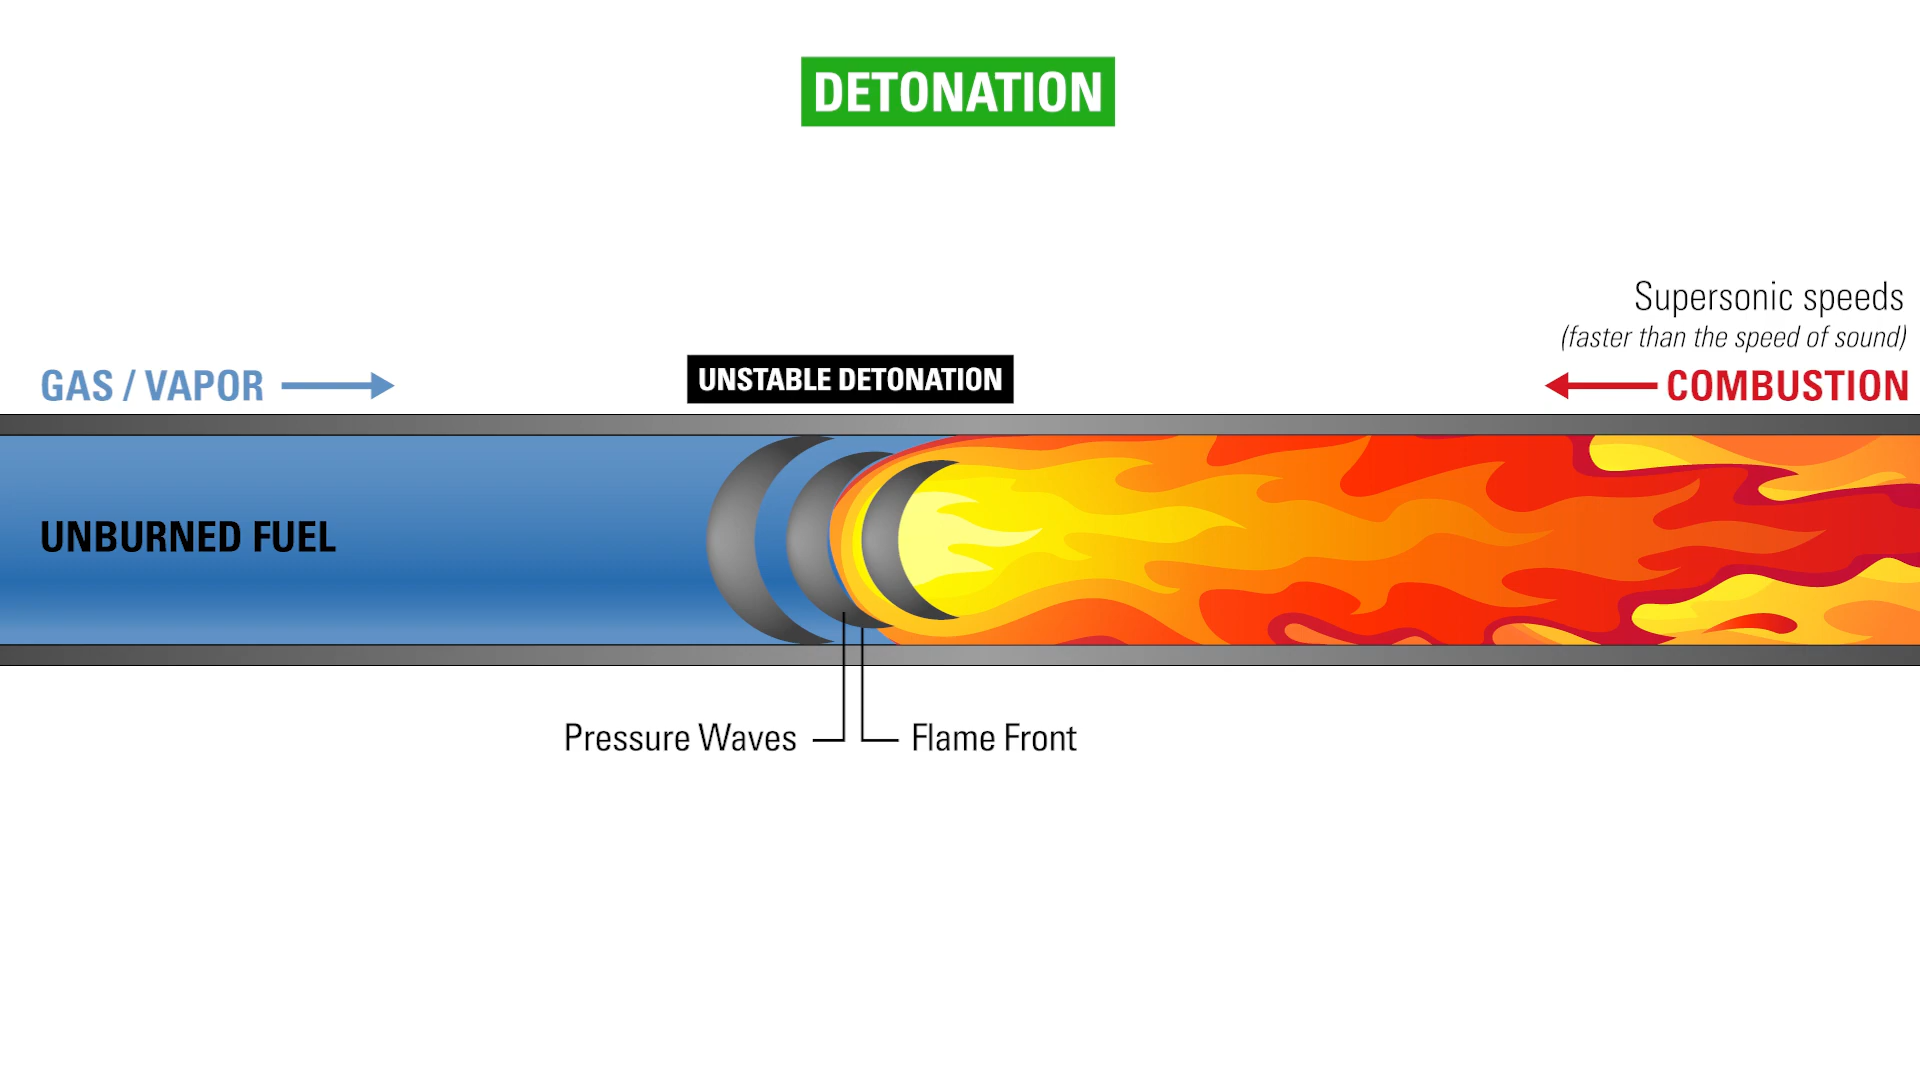 DETONATION
Supersonic speeds
(faster than the speed of sound)
GAS / VAPOR
UNSTABLE DETONATION
COMBUSTION
UNBURNED FUEL
Pressure Waves
Flame Front